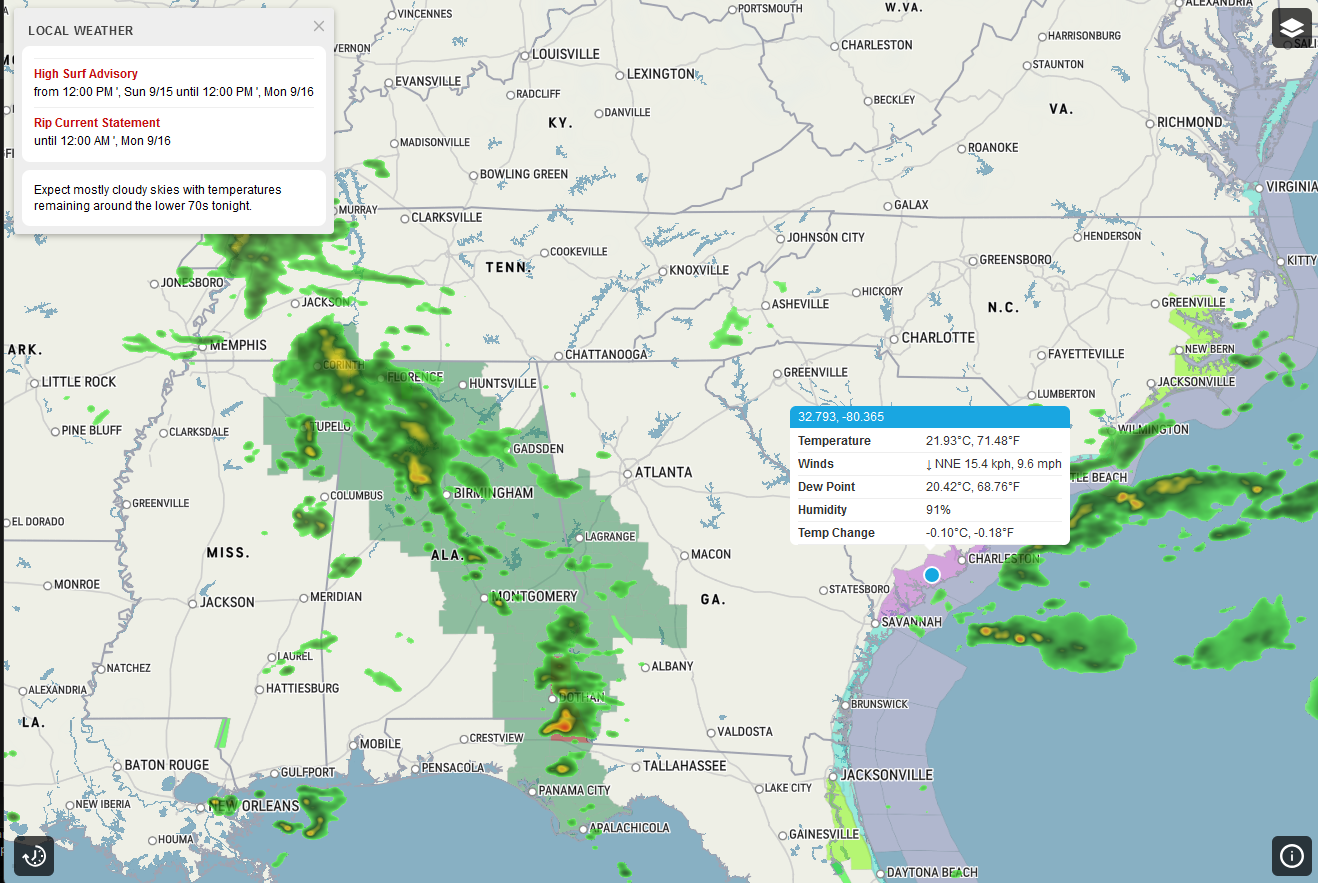 LOCAL WEATHER
High Surf Advisory
from 12:00 PM ', Sun 9/15 until 12:00 PM ', Mon 9/16
Rip Current Statement
until 12:00 AM ', Mon 9/16
Expect mostly cloudy skies with temperatures
remaining around the lower 70s tonight.
VINCENNES
PORTSMOUTH
W.VA.
ALEXANDRIA
HARRISONBURG
LOUISVILLE
CHARLESTON
STAUNTON
EVANSVILLE
LEXINGTON
RADCLIFF
BECKLEY
VA.
DANVILLE
KY.
RICHMOND
MADISONVILLE
ROANOKE
BOWLING GREEN
VIRGINIA
MURRAY
CLARKSVILLE
GALAX
JOHNSON CITY
HENDERSON
COOKEVILLE
GREENSBORO
KITTY
TENN.
KNOXVILLE
JONESBORO
HICKORY
JACKSON
ASHEVILLE
N.C.
GREENVILLE
CHARLOTTE
MEMPHIS
ARK.
CHATTANOOGA
FAYETTEVILLE
NEW BERN
CORINTH
FLORENCE
GREENVILLE
LITTLE ROCK
HUNTSVILLE
JACKSONVILLE
LUMBERTON
32.793, -80.365
Temperature 21.93°C, 71.48°F
Winds ↓ NNE 15.4 kph, 9.6 mph
Dew Point 20.42°C, 68.76°F
Humidity 91%
Temp Change -0.10°C, -0.18°F
PINE BLUFF
CLARKSDALE
TUPELO
WILMINGTON
GADSDEN
ATLANTA
TLE BEACH
COLUMBUS
BIRMINGHAM
GREENVILLE
EL DORADO
LAGRANGE
MISS.
ALA.
MACON
CHARLESTON
MONROE
STATESBORO
JACKSON
MERIDIAN
MONTGOMERY
GA.
SAVANNAH
LAUREL
NATCHEZ
ALBANY
ALEXANDRIA
HATTIESBURG
DOTHAN
BRUNSWICK
LA.
CRESTVIEW
VALDOSTA
MOBILE
BATON ROUGE
GULFPORT
PENSACOLA
TALLAHASSEE
JACKSONVILLE
PANAMA CITY
LAKE CITY
NEW IBERIA
NEW ORLEANS
APALACHICOLA
GAINESVILLE
HOUMA
DAYTONA BEACH